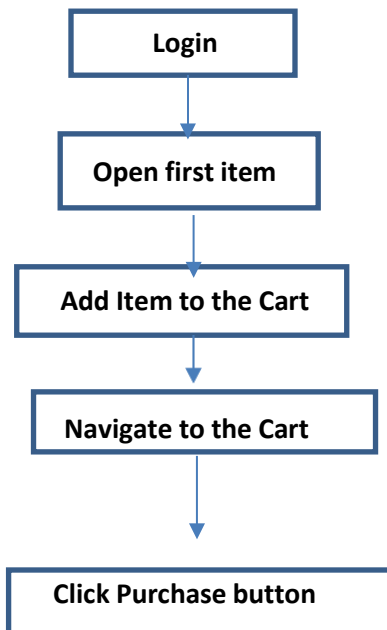 Login
Open first item
Add Item to the Cart
Navigate to the Cart
Click Purchase button